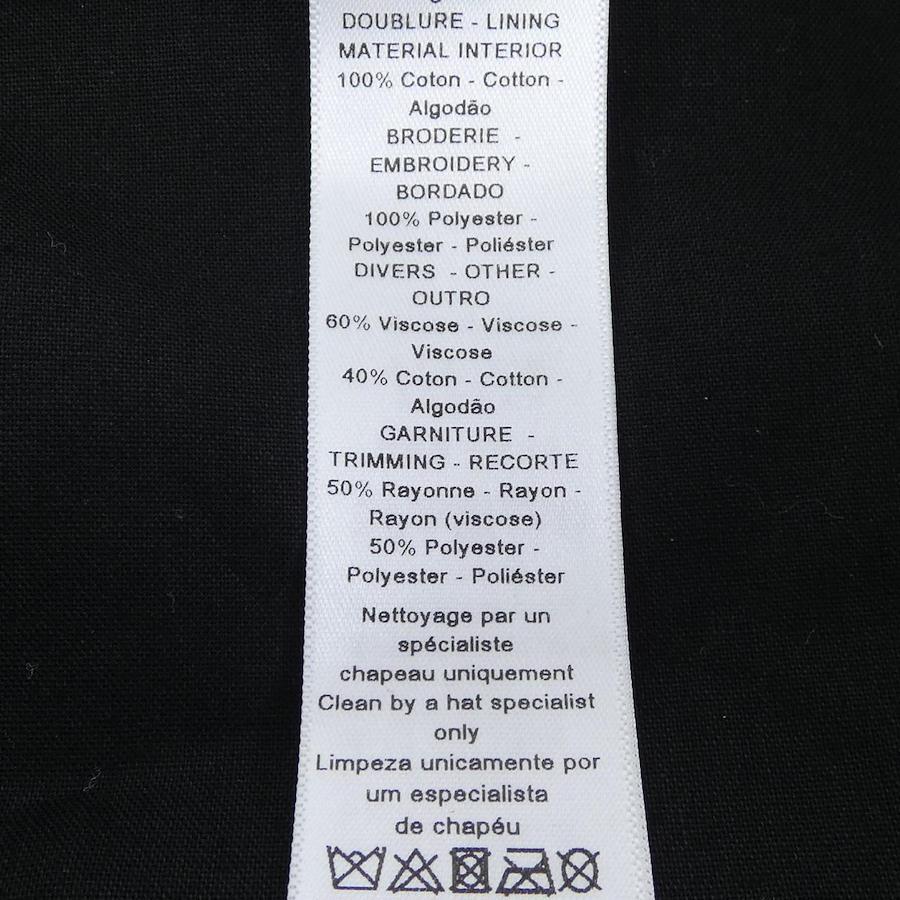 DOUBLURE - LINING
MATERIAL INTERIOR
100% Coton - Cotton -
Algodão
BRODERIE -
EMBROIDERY -
BORDADO
100% Polyester -
Polyester - Poliéster
DIVERS - OTHER -
OUTRO
60% Viscose - Viscose -
Viscose
40% Coton - Cotton -
Algodão
GARNITURE -
TRIMMING - RECORTE
50% Rayonne - Rayon -
Rayon (viscose)
50% Polyester -
Polyester - Poliéster
Nettoyage par un
spécialiste
chapeau uniquement
Clean by a hat specialist
only
Limpeza unicamente por
um especialista
de chapéu